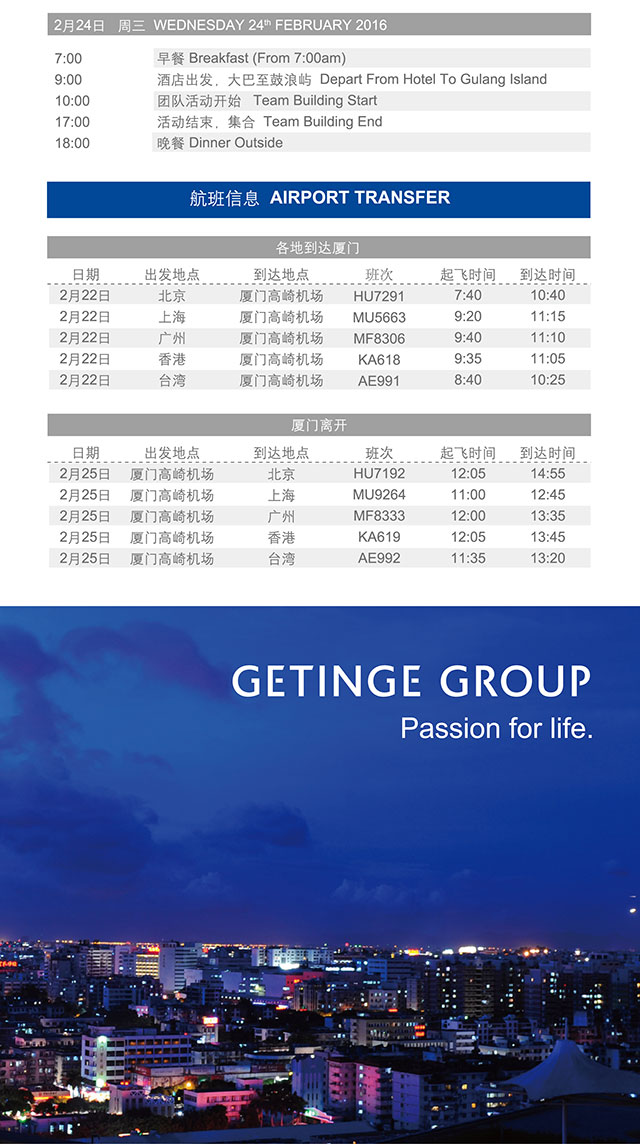 2月24日 周三 WEDNESDAY 24th FEBRUARY 2016
7:00 早餐 Breakfast (From 7:00am)
9:00 酒店出发，大巴至鼓浪屿 Depart From Hotel To Gulang Island
10:00 团队活动开始 Team Building Start
17:00 活动结束，集合 Team Building End
18:00 晚餐 Dinner Outside
航班信息 AIRPORT TRANSFER
各地到达厦门
日期 出发地点 到达地点 班次 起飞时间 到达时间
2月22日 北京 厦门高崎机场 HU7291 7:40 10:40
2月22日 上海 厦门高崎机场 MU5663 9:20 11:15
2月22日 广州 厦门高崎机场 MF8306 9:40 11:10
2月22日 香港 厦门高崎机场 KA618 9:35 11:05
2月22日 台湾 厦门高崎机场 AE991 8:40 10:25
厦门离开
日期 出发地点 到达地点 班次 起飞时间 到达时间
2月25日 厦门高崎机场 北京 HU7192 12:05 14:55
2月25日 厦门高崎机场 上海 MU9264 11:00 12:45
2月25日 厦门高崎机场 广州 MF8333 12:00 13:35
2月25日 厦门高崎机场 香港 KA619 12:05 13:45
2月25日 厦门高崎机场 台湾 AE992 11:35 13:20
GETINGE GROUP
Passion for life.